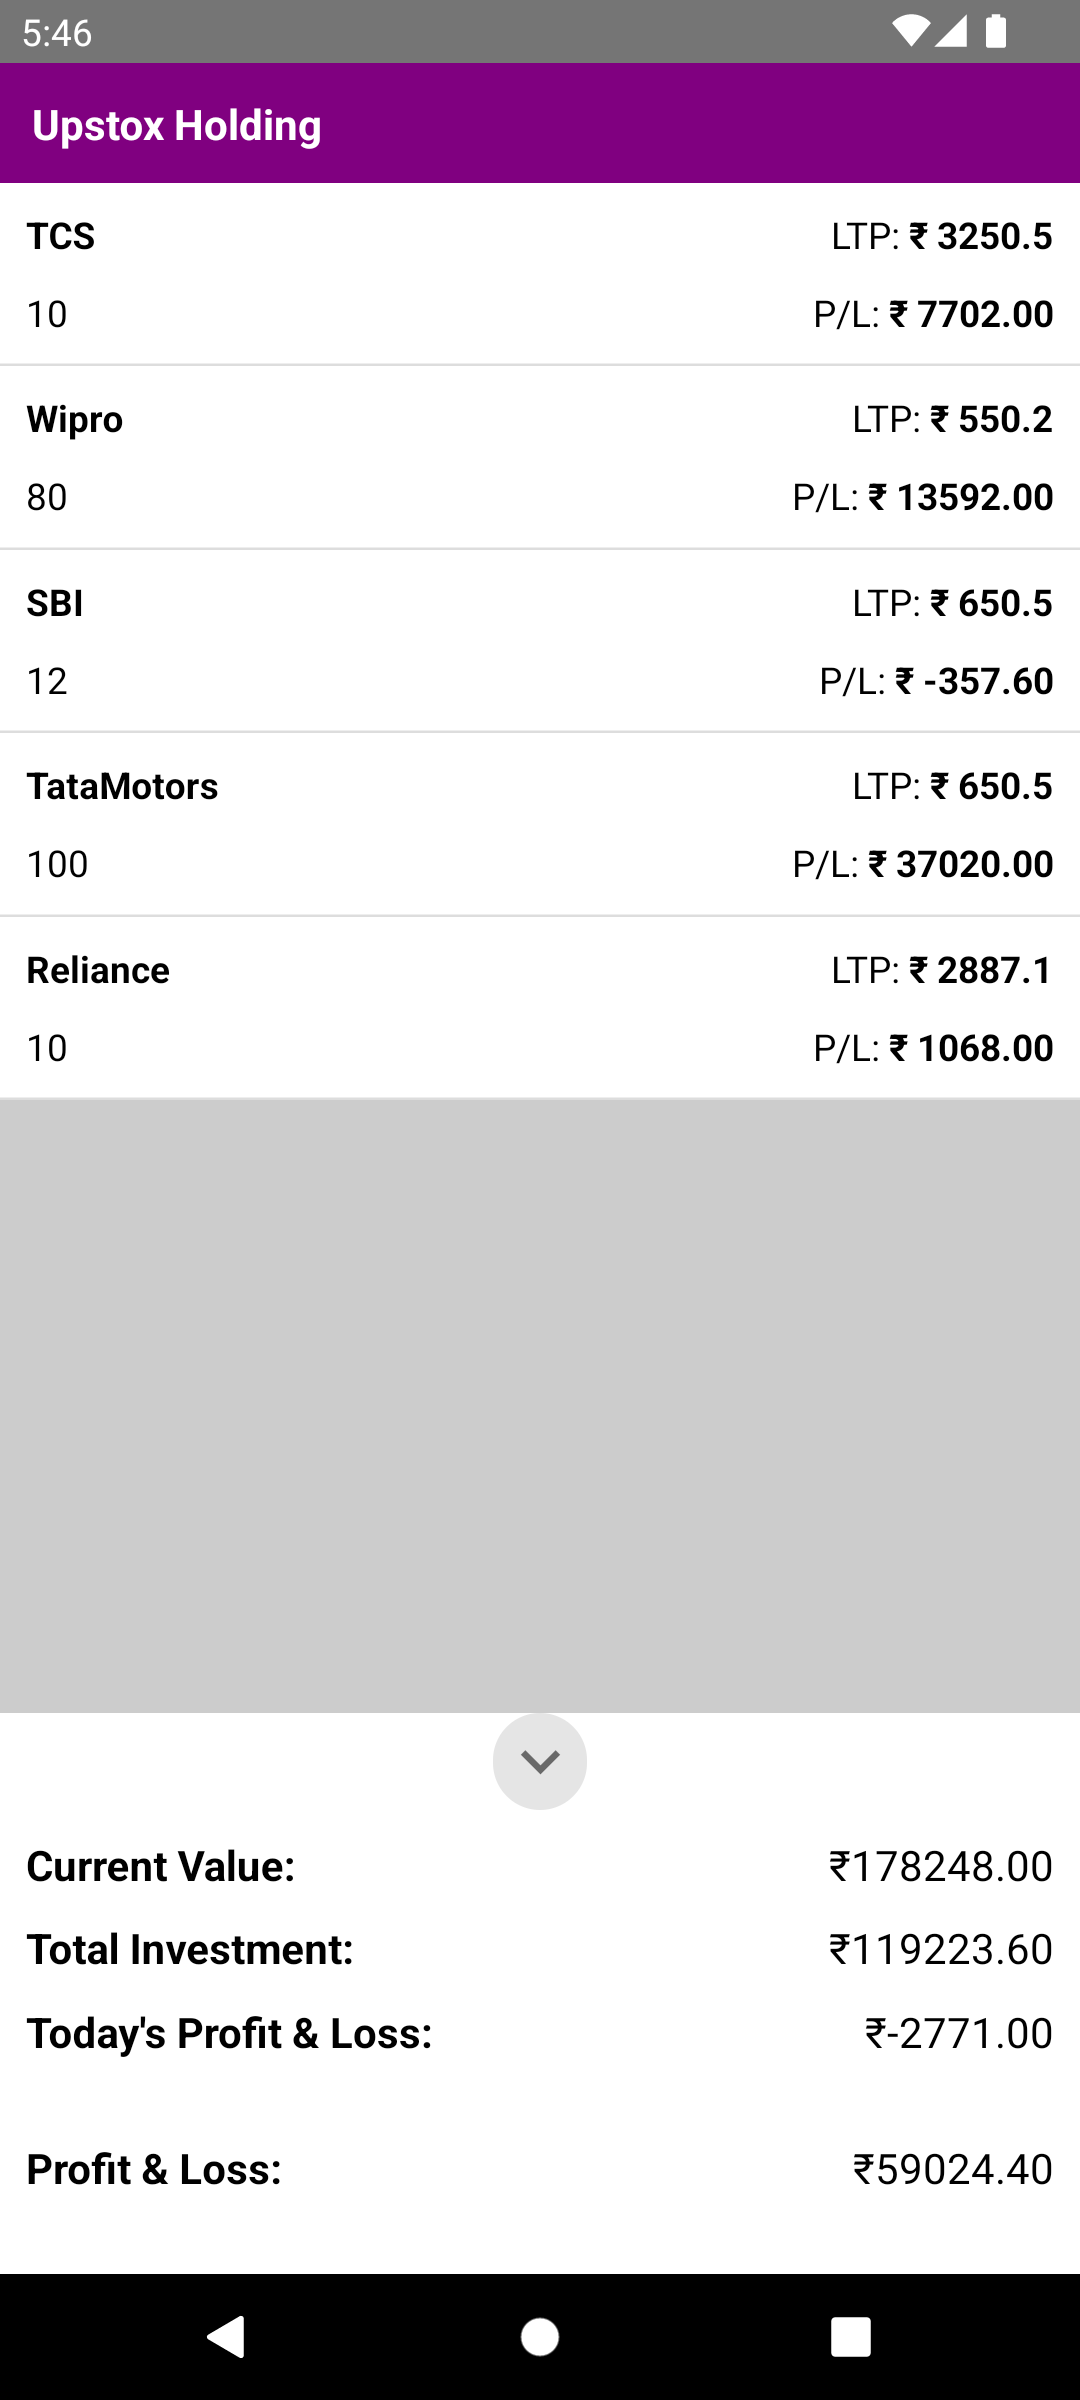 5:46
Upstox Holding
TCS LTP: ₹ 3250.5
10 P/L: ₹ 7702.00
Wipro LTP: ₹ 550.2
80 P/L: ₹ 13592.00
SBI LTP: ₹ 650.5
12 P/L: ₹ -357.60
TataMotors LTP: ₹ 650.5
100 P/L: ₹ 37020.00
Reliance LTP: ₹ 2887.1
10 P/L: ₹ 1068.00
Current Value: ₹178248.00
Total Investment: ₹119223.60
Today's Profit & Loss: ₹-2771.00
Profit & Loss: ₹59024.40